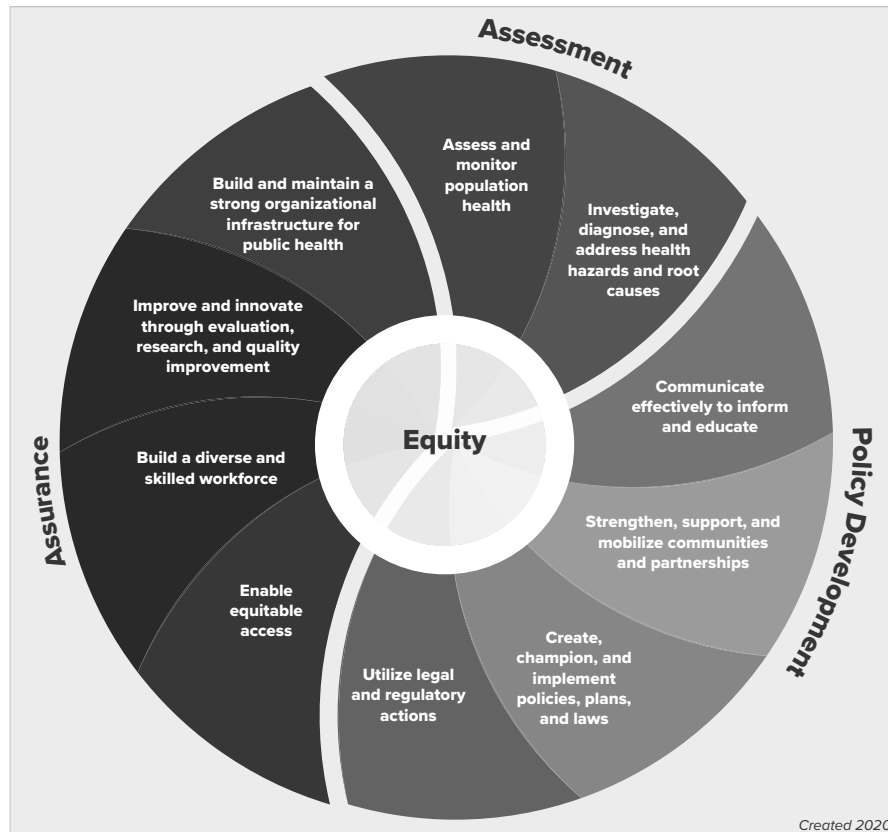 Assessment
Assess and
monitor
population
health
Investigate,
diagnose, and
address health
hazards and root
causes
Policy Development
Communicate
effectively to inform
and educate
Strengthen, support, and
mobilize communities
and partnerships
Create,
champion, and
implement
policies, plans,
and laws
Utilize legal
and regulatory
actions
Assurance
Enable
equitable
access
Build a diverse and
skilled workforce
Improve and innovate
through evaluation,
research, and quality
improvement
Build and maintain a
strong organizational
infrastructure for
public health
Equity
Created 2020